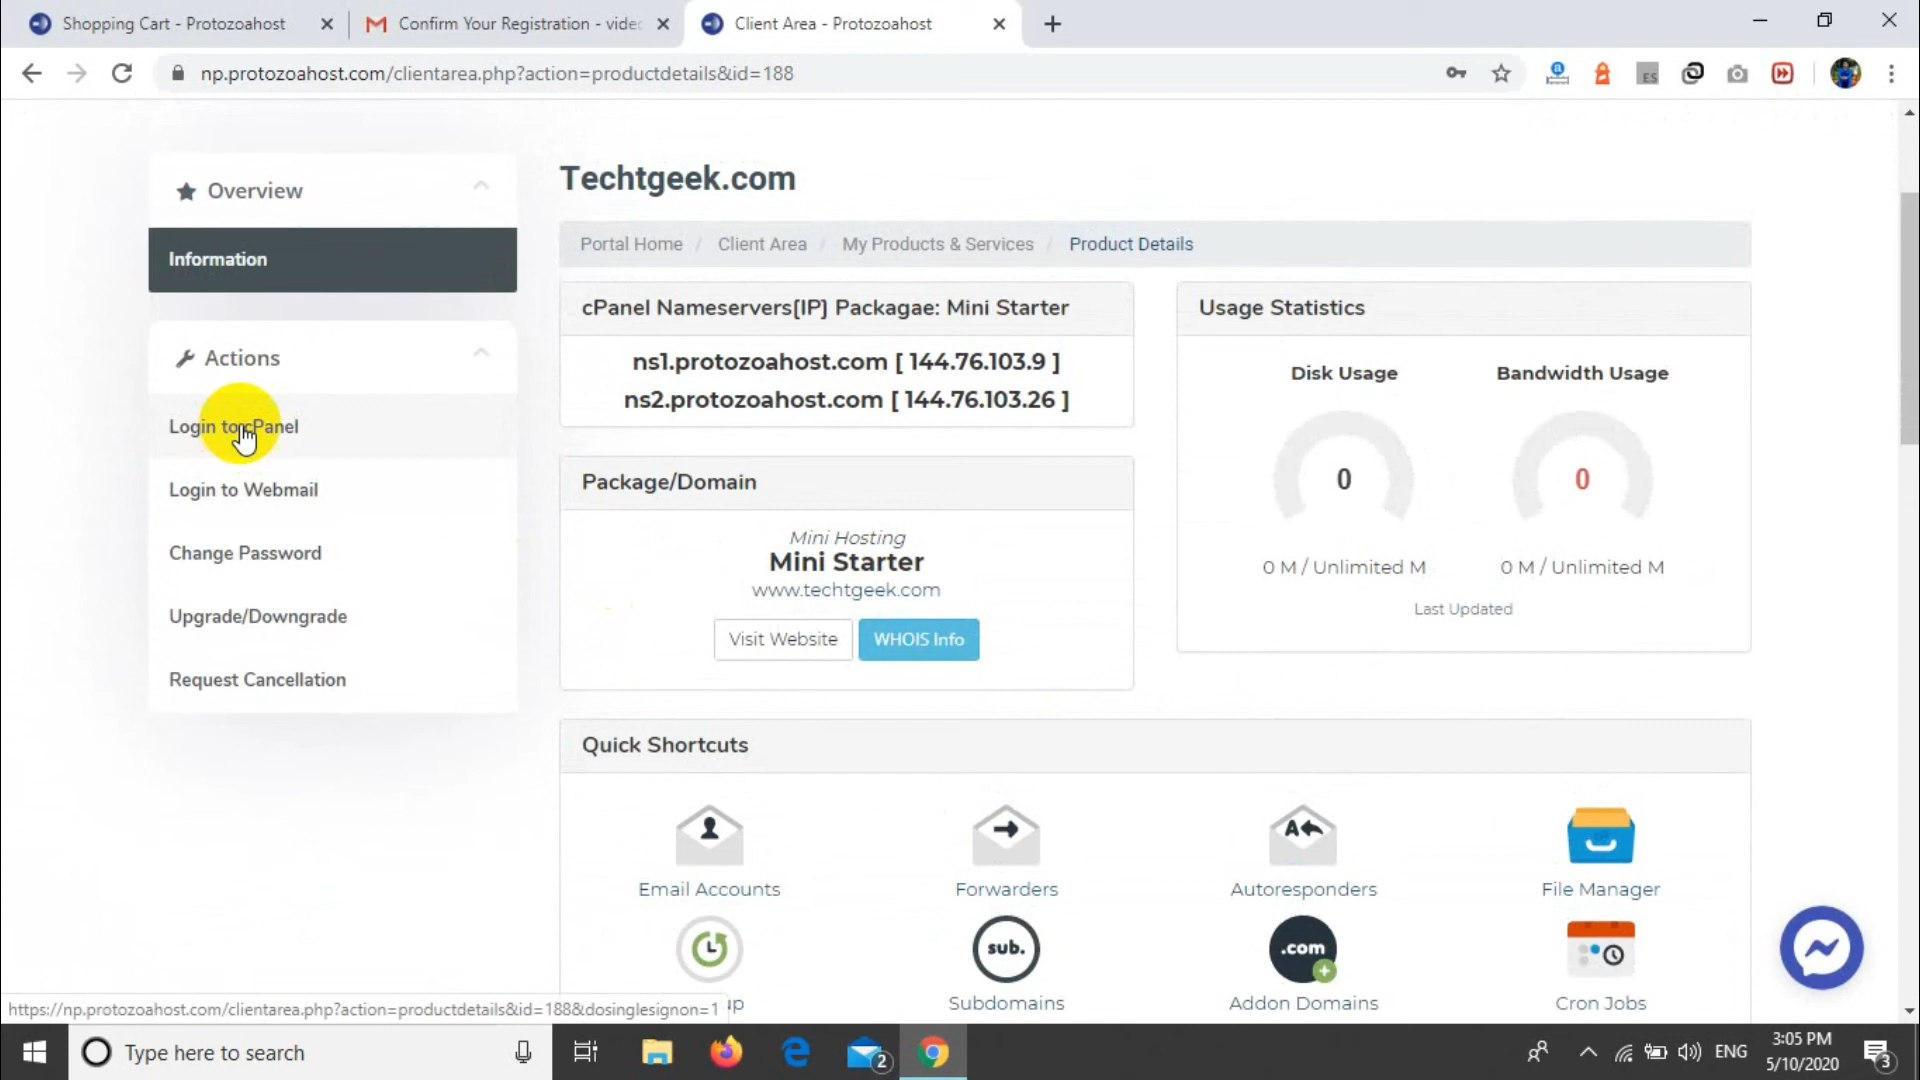 Shopping Cart - Protozoahost
Confirm Your Registration - vide
Client Area - Protozoahost
np.protozoahost.com/clientarea.php?action=productdetails&id=188
ES
Overview
Information
Actions
Login to cPanel
Login to Webmail
Change Password
Upgrade/Downgrade
Request Cancellation
Techtgeek.com
Portal Home / Client Area / My Products & Services / Product Details
cPanel Nameservers[IP] Packagae: Mini Starter
ns1.protozoahost.com [ 144.76.103.9 ]
ns2.protozoahost.com [ 144.76.103.26 ]
Package/Domain
Mini Hosting
Mini Starter
www.techtgeek.com
Visit Website
WHOIS Info
Usage Statistics
Disk Usage
Bandwidth Usage
0
0
0 M / Unlimited M
0 M / Unlimited M
Last Updated
Quick Shortcuts
Email Accounts
Forwarders
A
Autoresponders
File Manager
sub.
Subdomains
.com
Addon Domains
Cron Jobs
https://np.protozoahost.com/clientarea.php?action=productdetails&id=188&dosinglesignon=1
up
Type here to search
2
ENG
3:05 PM
5/10/2020
3